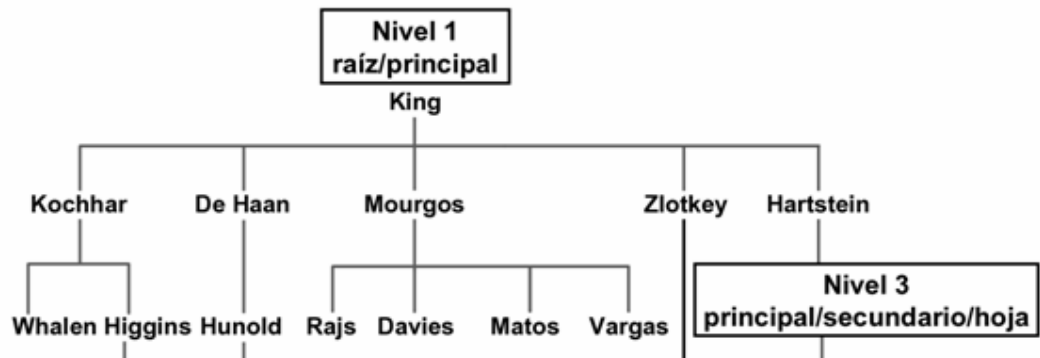 Nivel 1
raíz/principal
King
Kochhar De Haan Mourgos Zlotkey Hartstein
Nivel 3
principal/secundario/hoja
Whalen Higgins Hunold Rajs Davies Matos Vargas